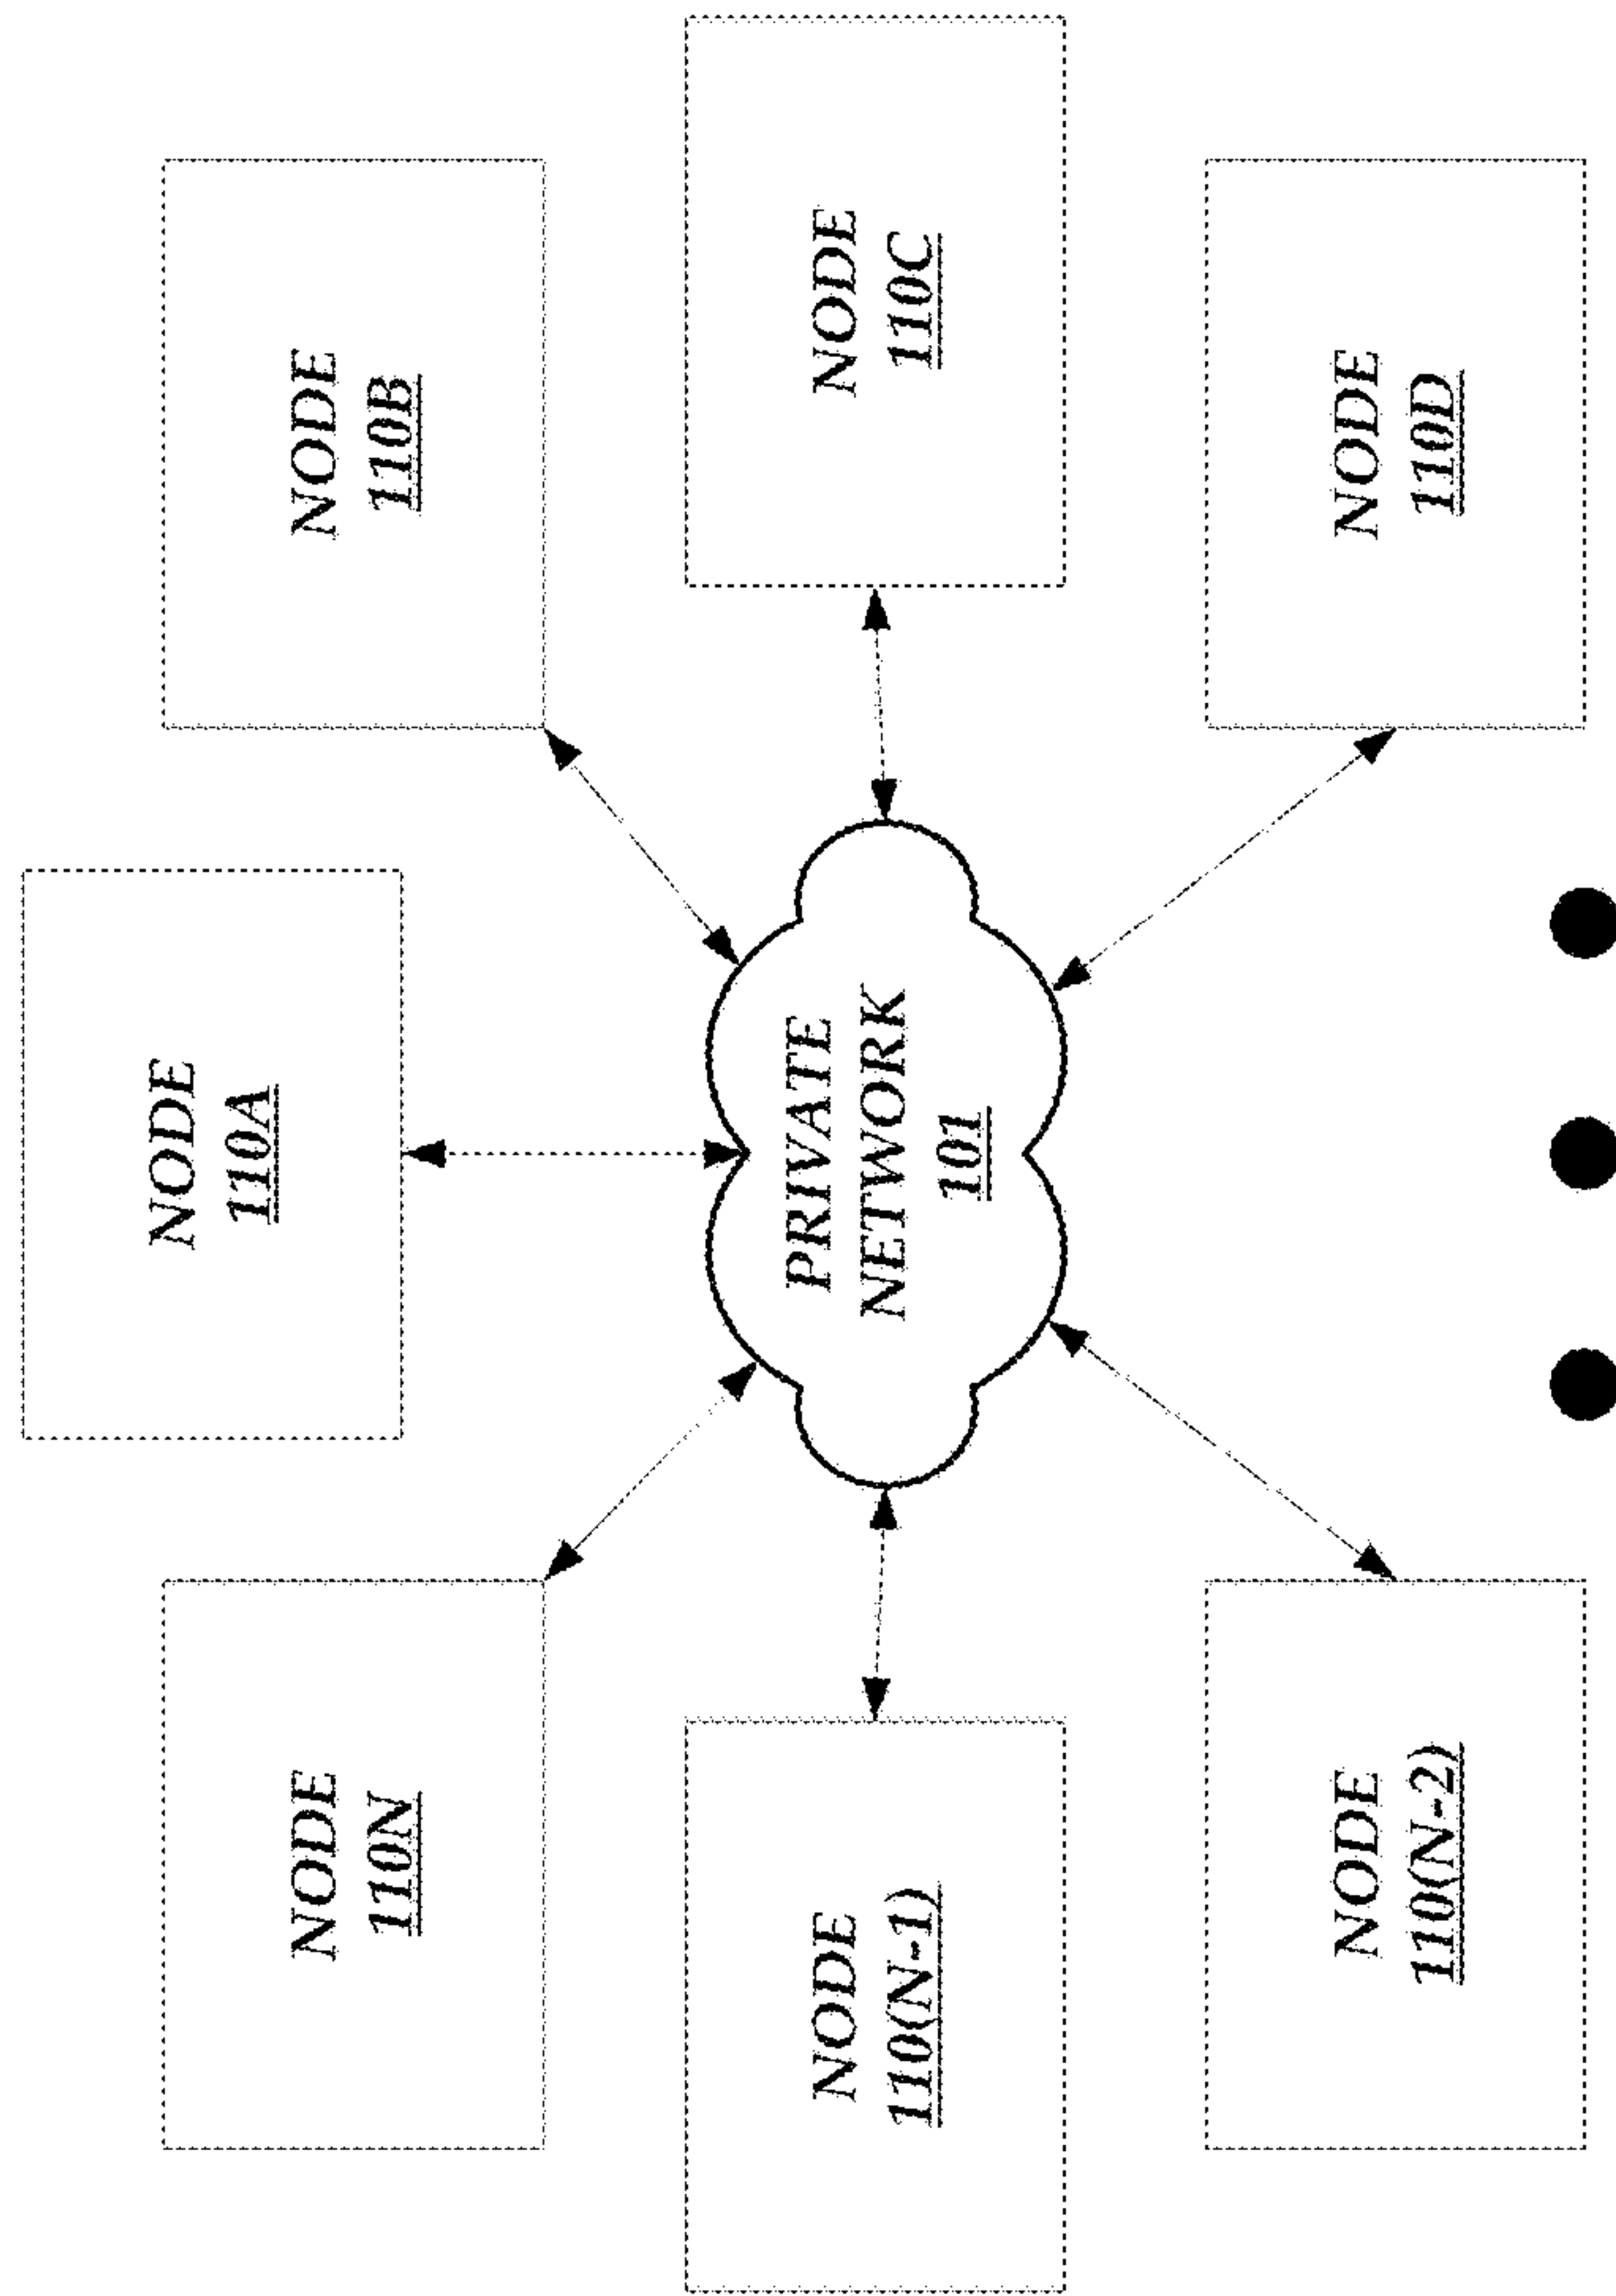 NODE
110A
NODE
110N
NODE
110B
PRIVATE
NETWORK
101
NODE
110(N-1)
NODE
110C
NODE
110(N-2)
NODE
110D